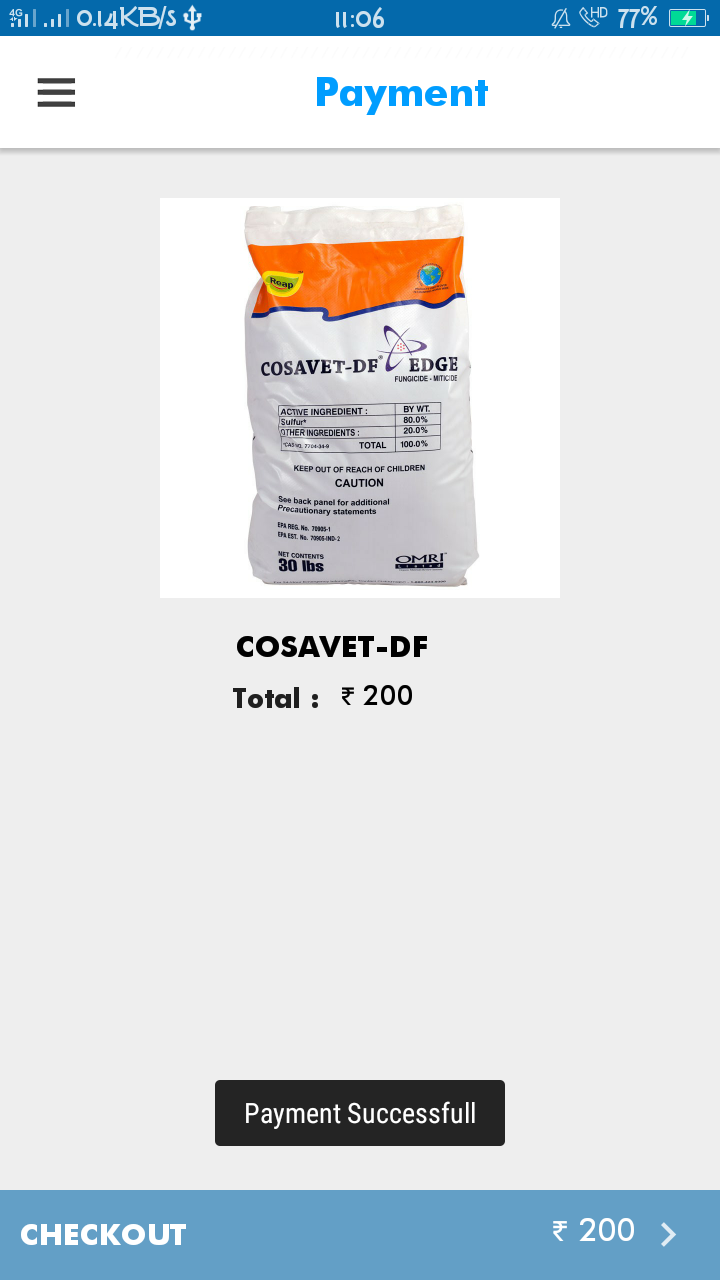 4G 0.14KB/s 11:06 HD 77%
Payment
Reap
COSAVET-DF® EDGE
FUNGICIDE - MITICIDE
ACTIVE INGREDIENT : BY WT.
Sulfur* 80.0%
OTHER INGREDIENTS : 20.0%
*CAS NO. 7704-34-9 TOTAL 100.0%
KEEP OUT OF REACH OF CHILDREN
CAUTION
See back panel for additional
Precautionary statements
EPA REG. No. 70905-1
EPA EST. No. 70905-IND-2
NET CONTENTS
30 lbs
OMRI
LISTED
COSAVET-DF
Total : ₹ 200
Payment Successfull
CHECKOUT ₹ 200